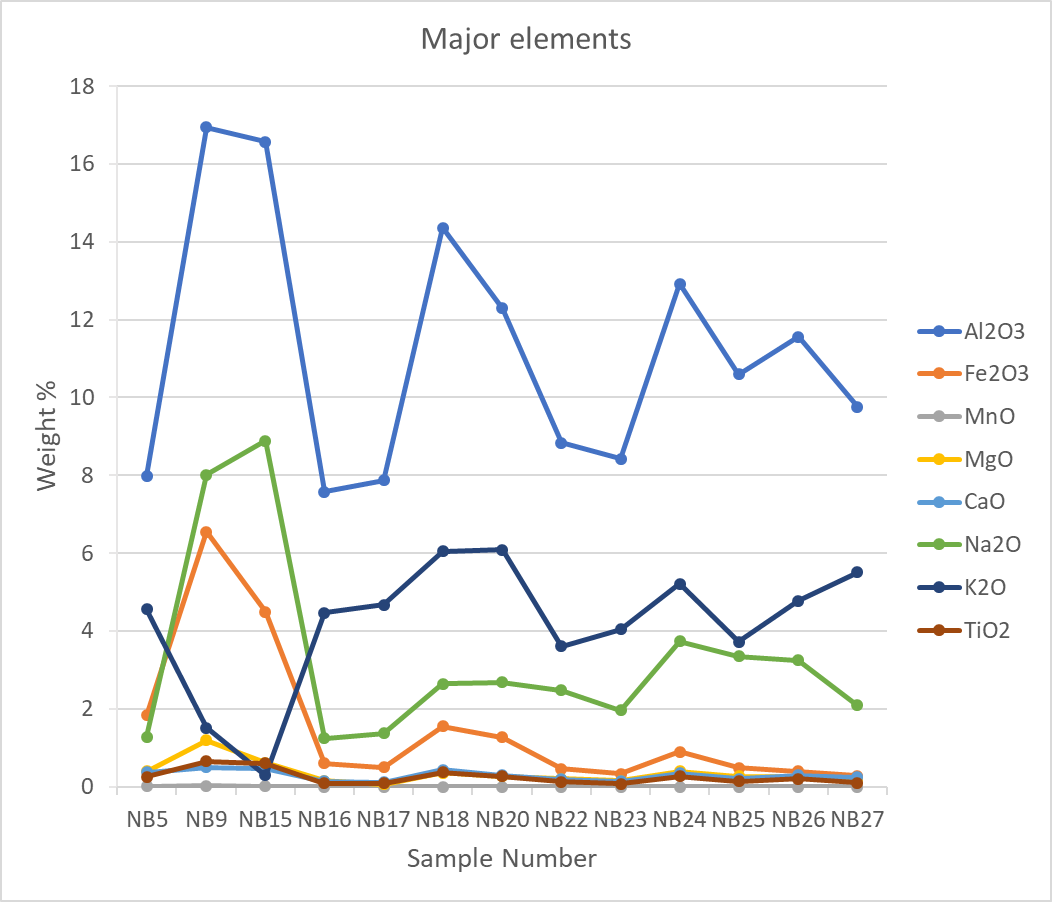 Major elements
18
16
14
12
10
8
6
4
2
0
Weight %
NB5 NB9 NB15 NB16 NB17 NB18 NB20 NB22 NB23 NB24 NB25 NB26 NB27
Sample Number
Al2O3
Fe2O3
MnO
MgO
CaO
Na2O
K2O
TiO2